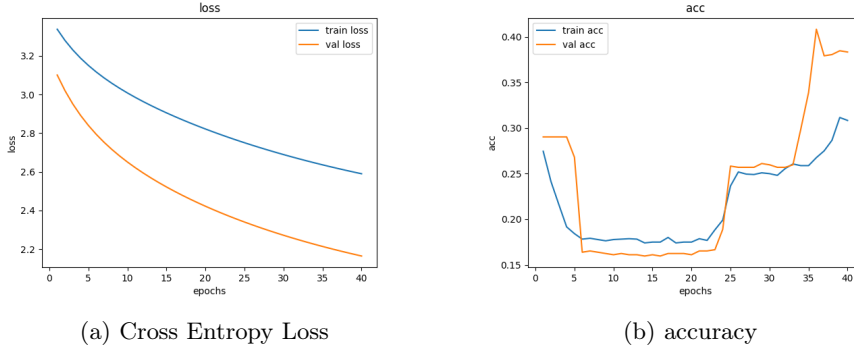 loss
train loss
val loss
3.2
3.0
2.8
2.6
2.4
2.2
loss
0 5 10 15 20 25 30 35 40
epochs
(a) Cross Entropy Loss
acc
train acc
val acc
0.40
0.35
0.30
0.25
0.20
0.15
acc
0 5 10 15 20 25 30 35 40
epochs
(b) accuracy